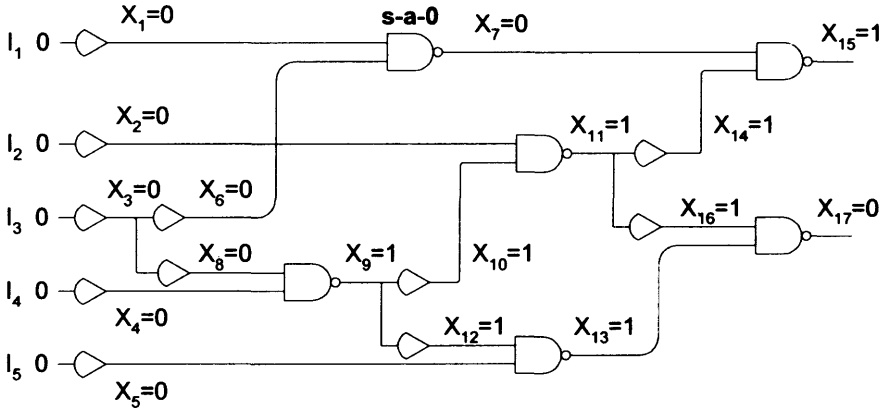 s-a-0
I₁ 0 X₁=0 X₇=0 X₁₅=1
I₂ 0 X₂=0 X₁₁=1 X₁₄=1
I₃ 0 X₃=0 X₆=0 X₁₆=1 X₁₇=0
X₈=0 X₉=1 X₁₀=1
I₄ 0 X₄=0
X₁₂=1 X₁₃=1
I₅ 0 X₅=0